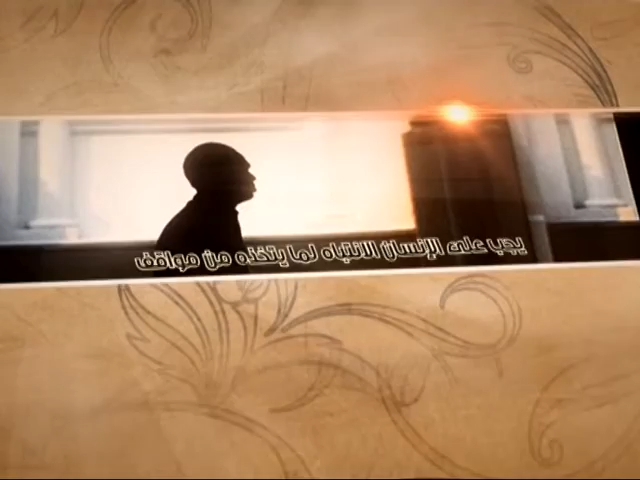 يجب على الإنسان الانتباه لما يتخذه من مواقف